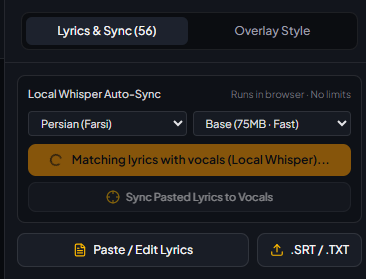 Lyrics & Sync (56)
Overlay Style
Local Whisper Auto-Sync
Runs in browser · No limits
Persian (Farsi)
Base (75MB · Fast)
Matching lyrics with vocals (Local Whisper)...
Sync Pasted Lyrics to Vocals
Paste / Edit Lyrics
.SRT / .TXT